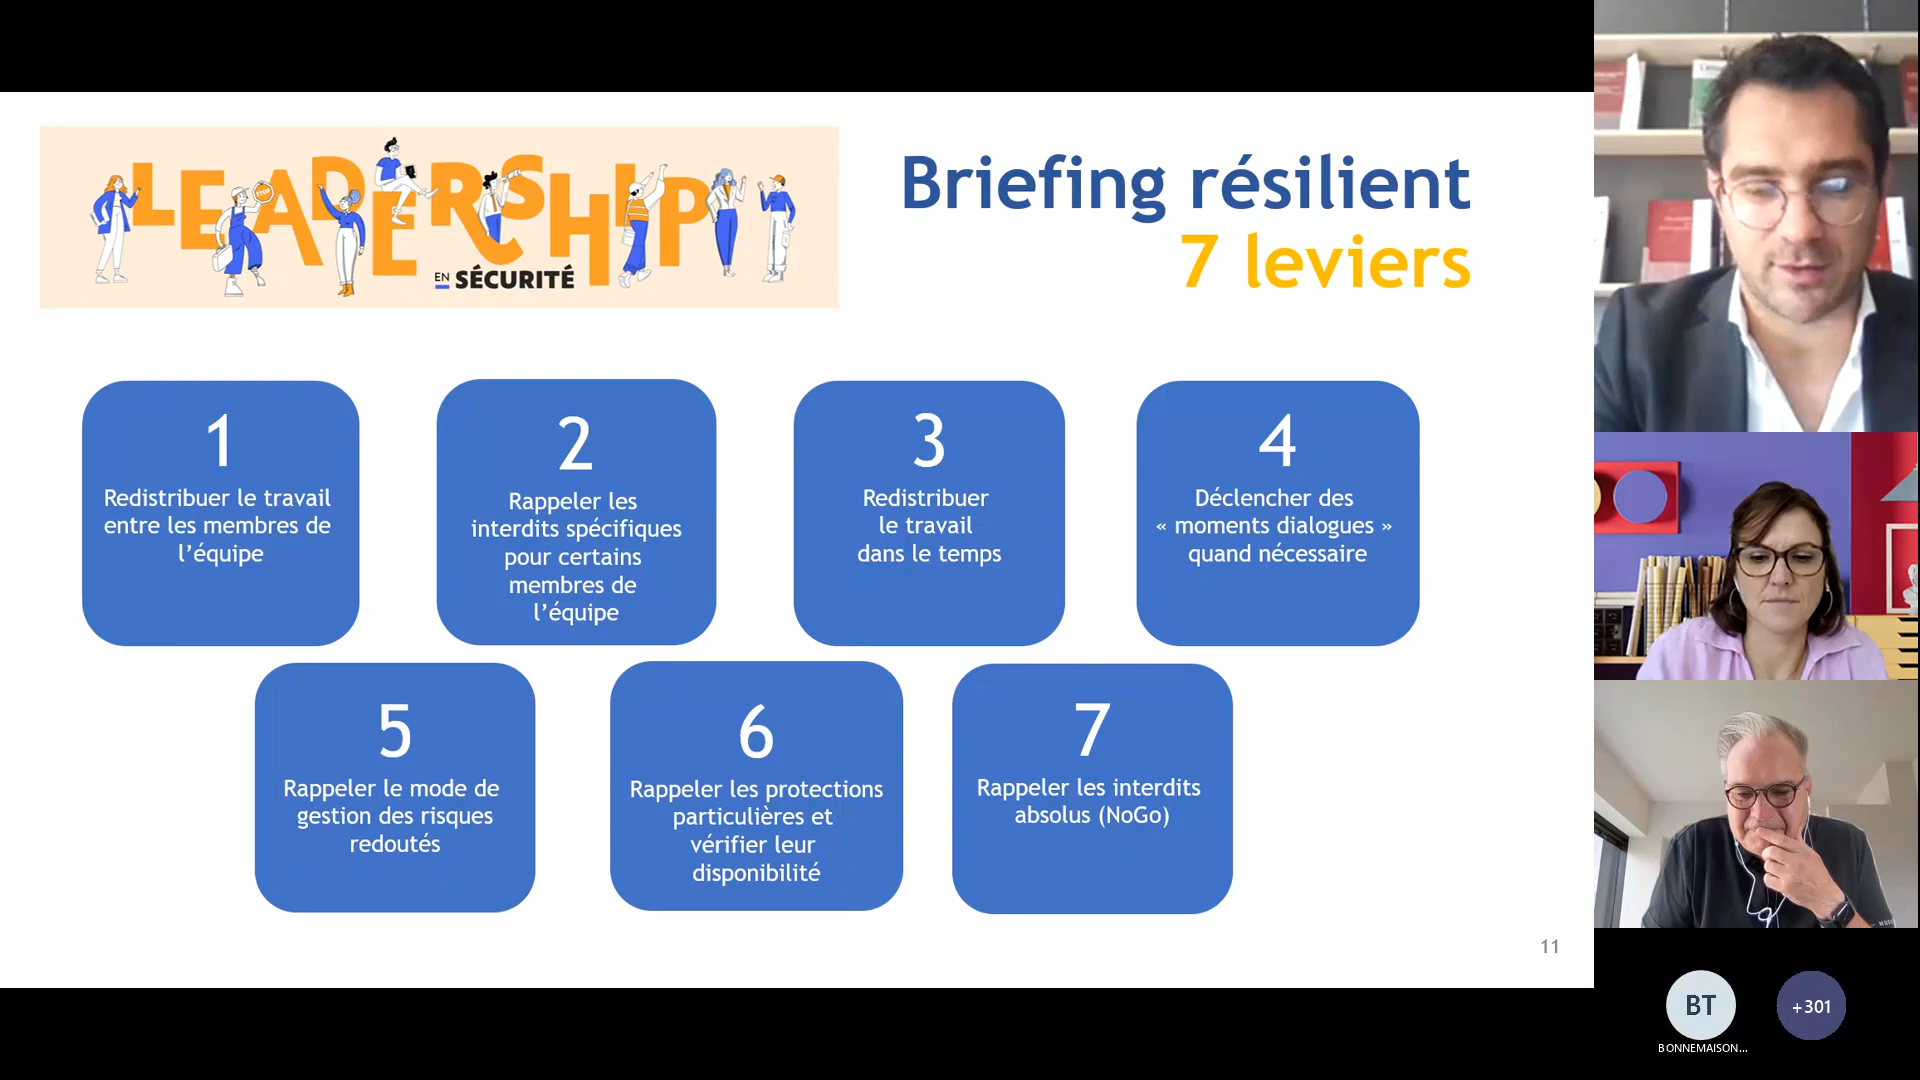 LEADERSHIP
STOP
EN SÉCURITÉ
Briefing résilient
7 leviers
1
Redistribuer le travail
entre les membres de
l’équipe
2
Rappeler les
interdits spécifiques
pour certains
membres de
l’équipe
3
Redistribuer
le travail
dans le temps
4
Déclencher des
« moments dialogues »
quand nécessaire
5
Rappeler le mode de
gestion des risques
redoutés
6
Rappeler les protections
particulières et
vérifier leur
disponibilité
7
Rappeler les interdits
absolus (NoGo)
11
BT
+301
BONNEMAISON...